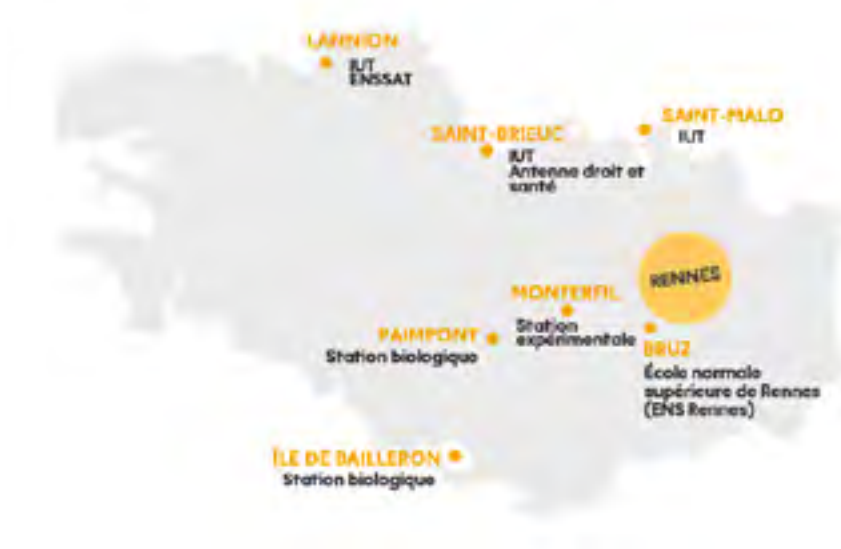 LANNION
IUT
ENSSAT
SAINT-MALO
IUT
SAINT-BRIEUC
IUT
Antenne droit et
santé
RENNES
MONTERFIL
Station
expérimentale
PAIMPONT
Station biologique
BRUZ
École normale
supérieure de Rennes
(ENS Rennes)
ÎLE DE BAILLERON
Station biologique